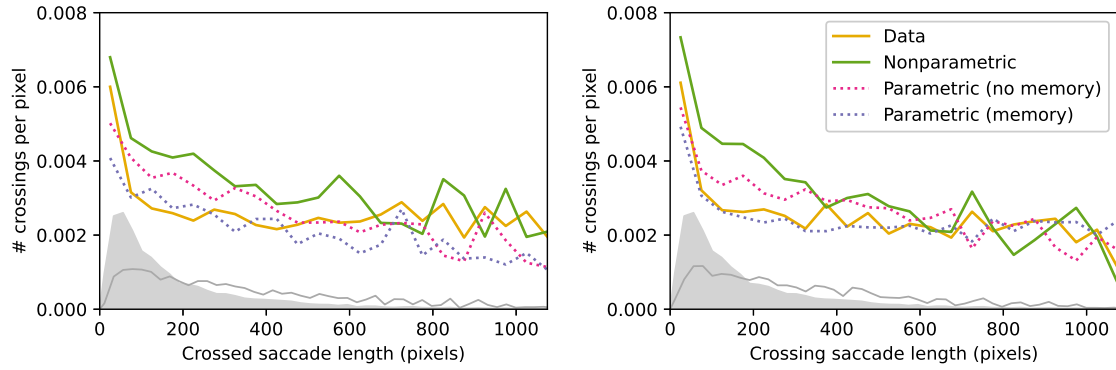 # crossings per pixel
0.008
0.006
0.004
0.002
0.000
0 200 400 600 800 1000
Crossed saccade length (pixels)
# crossings per pixel
0.008
0.006
0.004
0.002
0.000
0 200 400 600 800 1000
Crossing saccade length (pixels)
Data
Nonparametric
Parametric (no memory)
Parametric (memory)